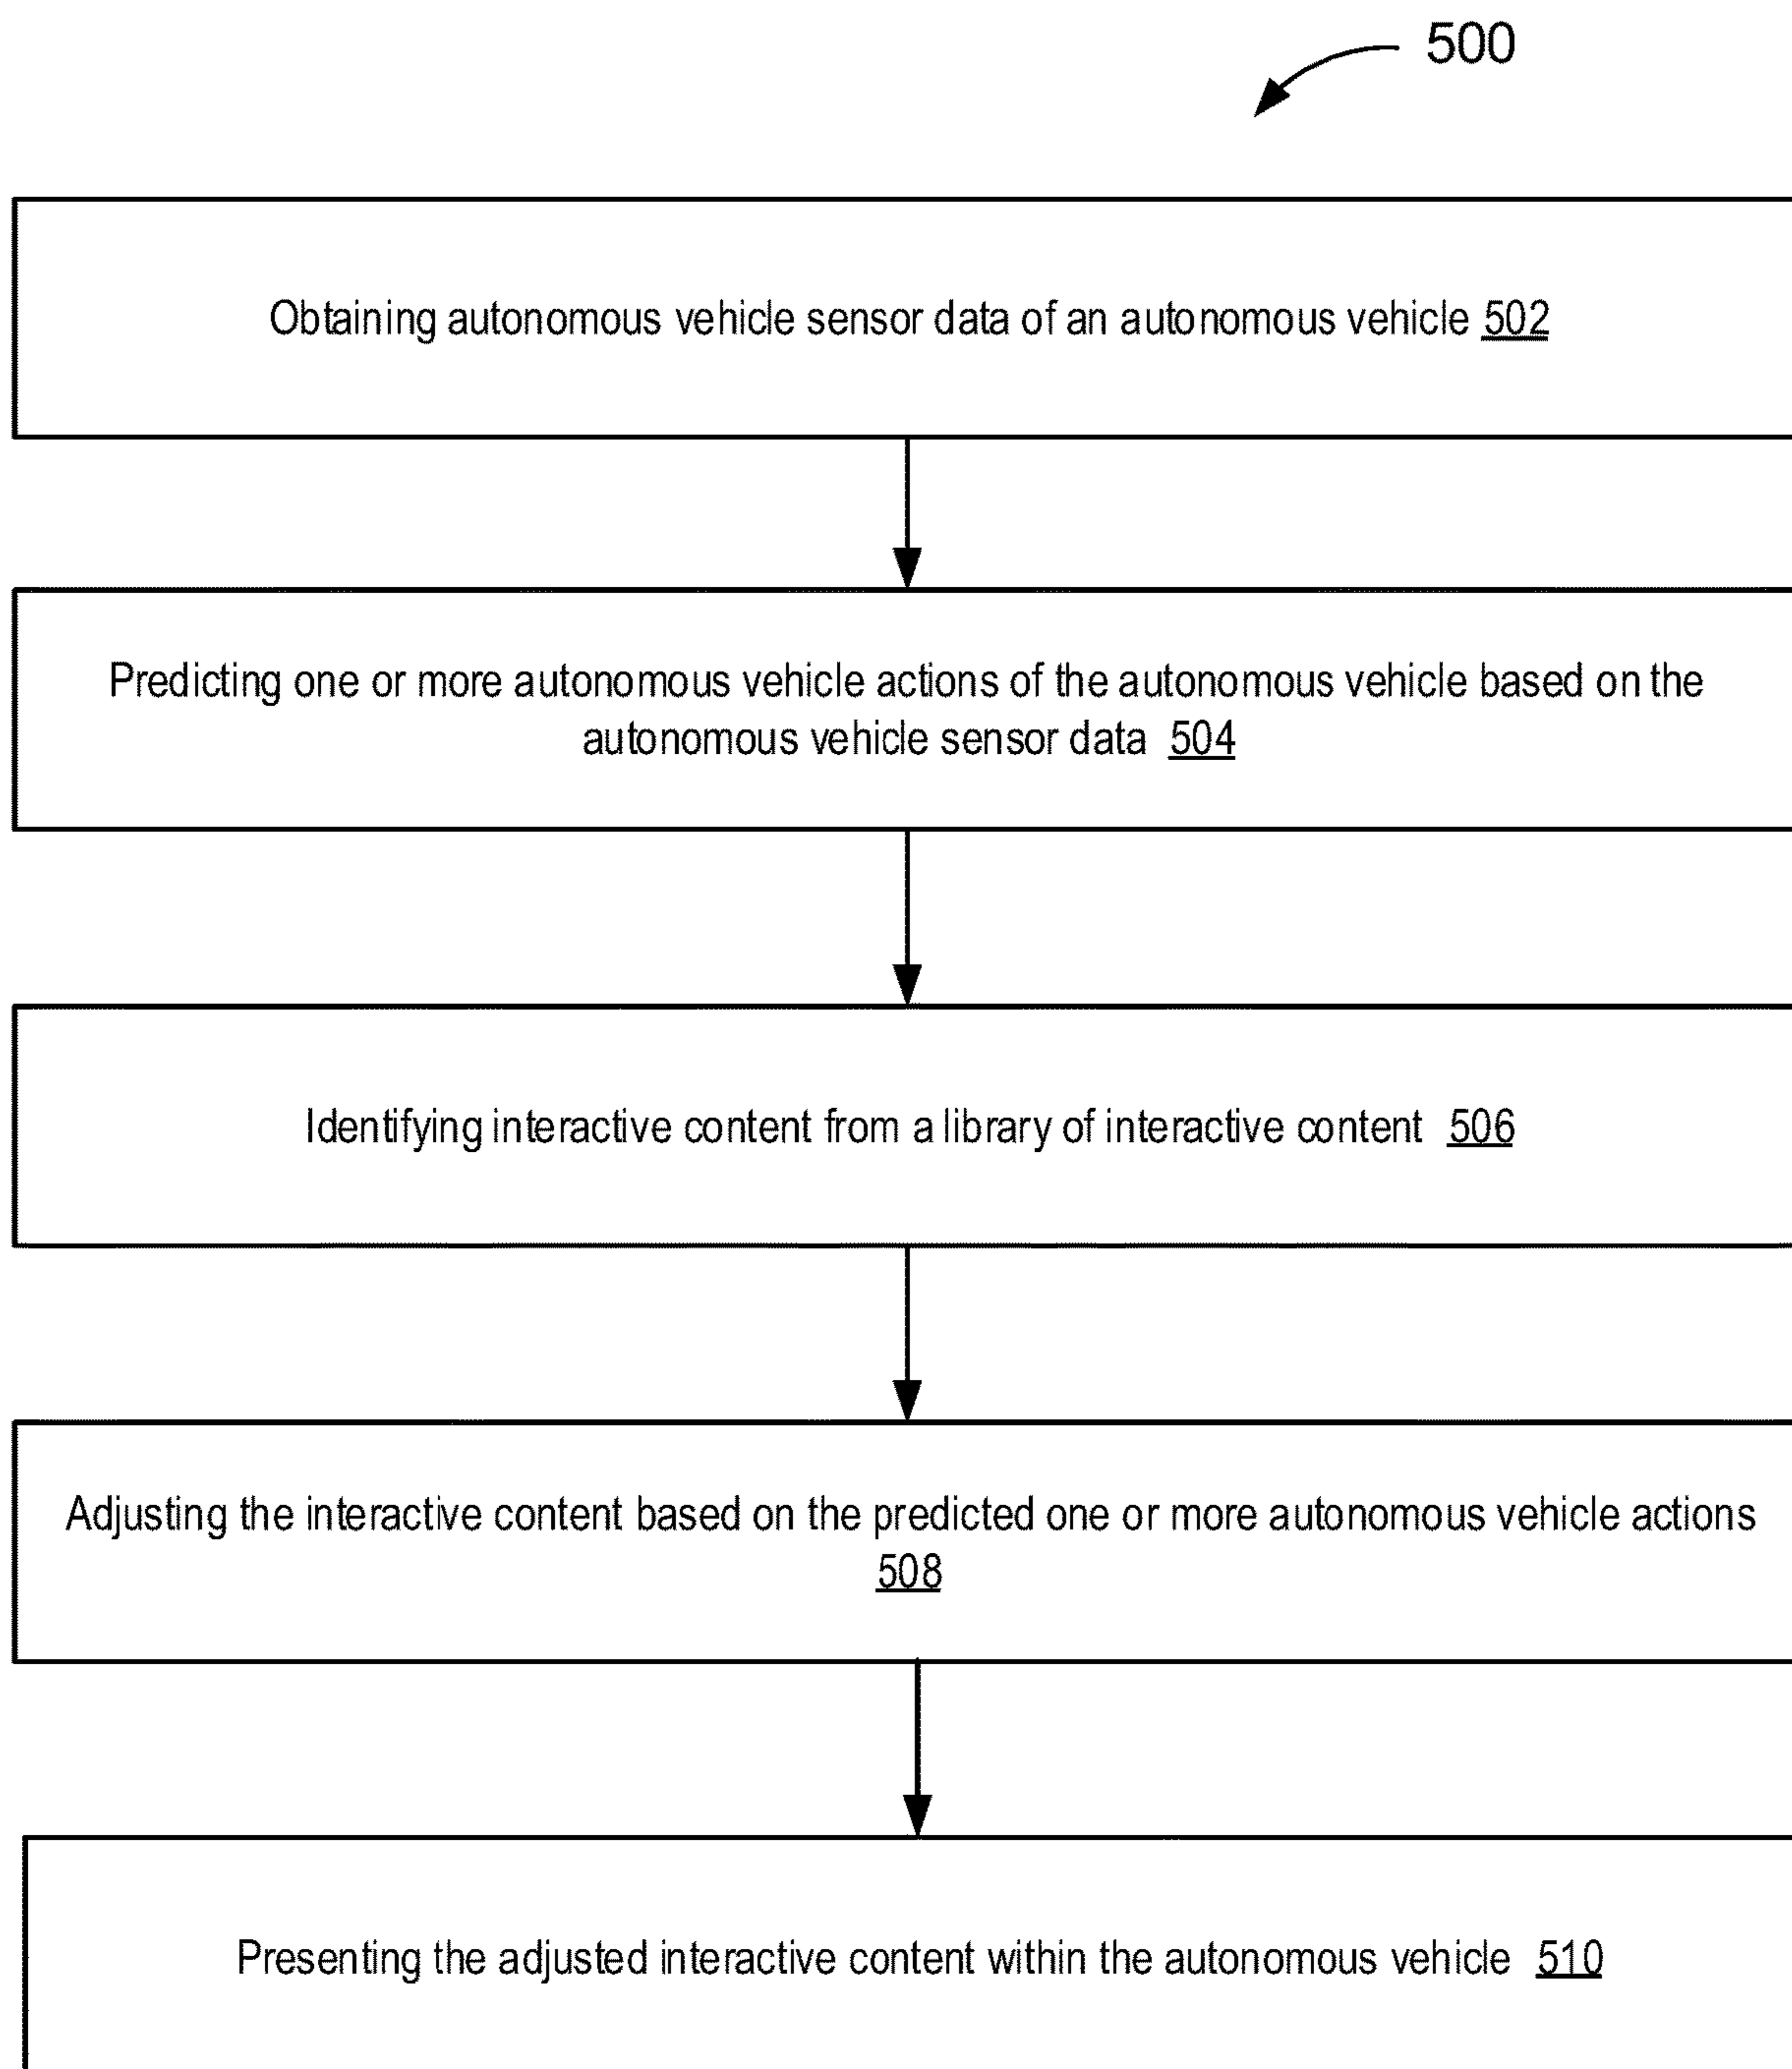 500
Obtaining autonomous vehicle sensor data of an autonomous vehicle 502
Predicting one or more autonomous vehicle actions of the autonomous vehicle based on the
autonomous vehicle sensor data 504
Identifying interactive content from a library of interactive content 506
Adjusting the interactive content based on the predicted one or more autonomous vehicle actions
508
Presenting the adjusted interactive content within the autonomous vehicle 510